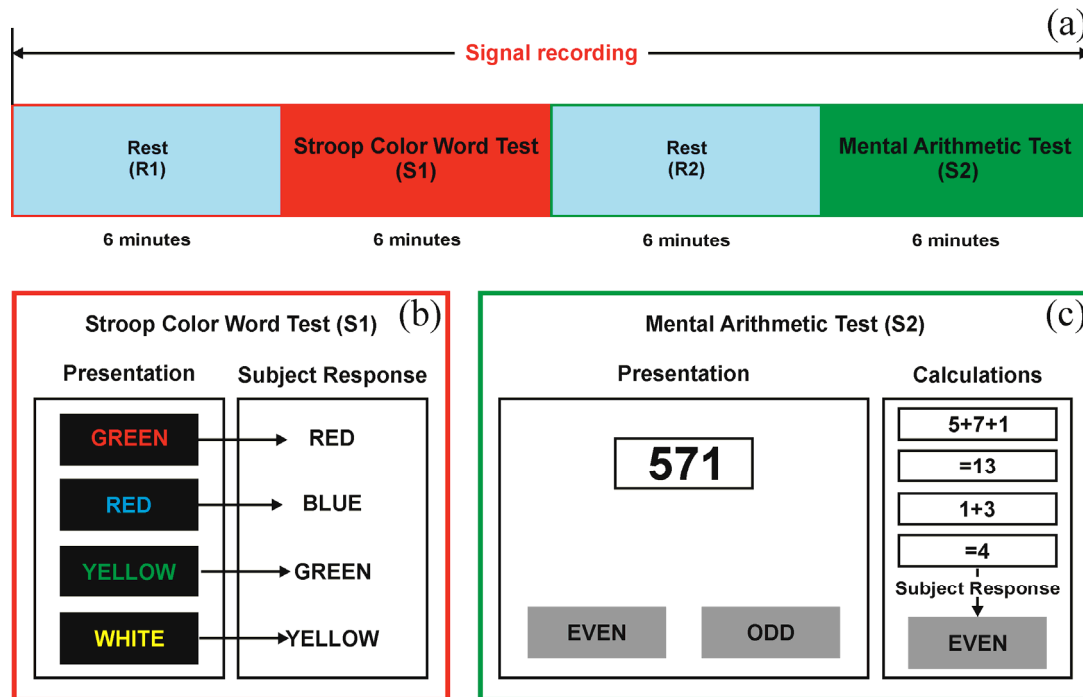 (a)
Signal recording
Rest
(R1)
Stroop Color Word Test
(S1)
Rest
(R2)
Mental Arithmetic Test
(S2)
6 minutes
6 minutes
6 minutes
6 minutes
Stroop Color Word Test (S1)
(b)
Presentation
Subject Response
GREEN
RED
RED
BLUE
YELLOW
GREEN
WHITE
YELLOW
Mental Arithmetic Test (S2)
(c)
Presentation
571
EVEN
ODD
Calculations
5+7+1
=13
1+3
=4
Subject Response
EVEN